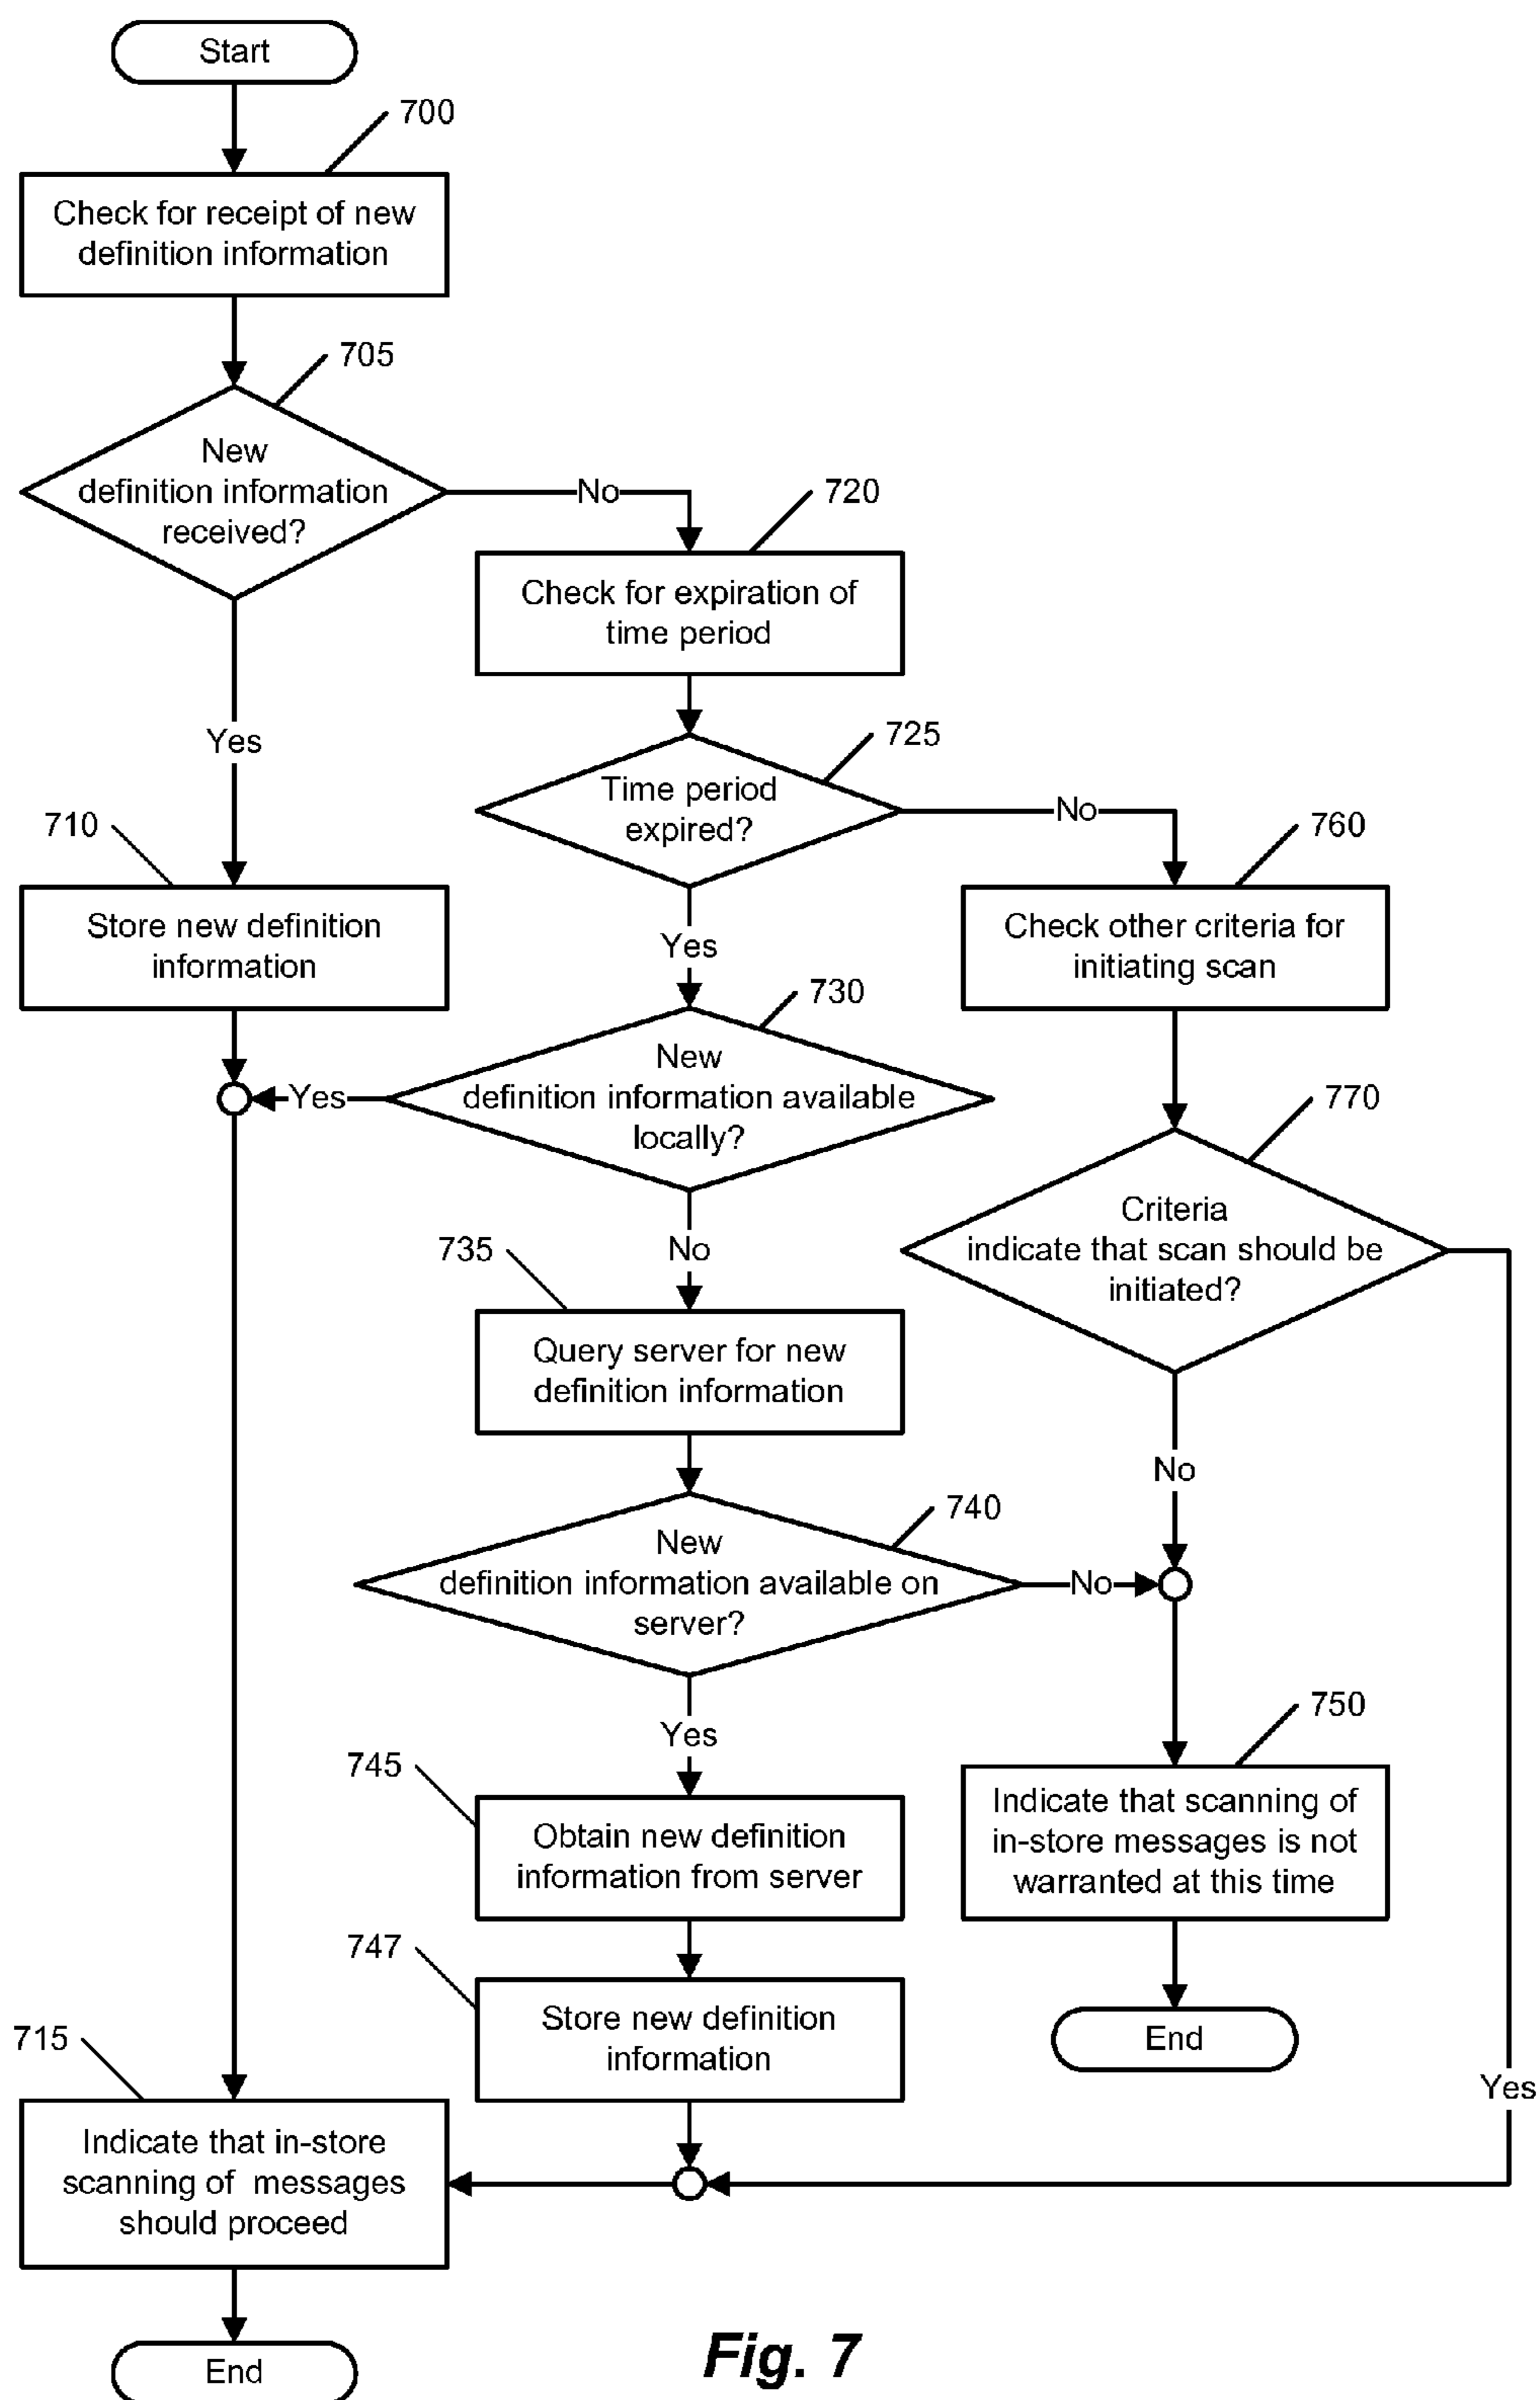 Start
700
Check for receipt of new
definition information
705
New
definition information
received?
No
720
Check for expiration of
time period
Yes
725
Time period
expired?
No
710
760
Store new definition
information
Yes
Check other criteria for
initiating scan
730
New
definition information available
locally?
Yes
770
No
735
Criteria
indicate that scan should be
initiated?
Query server for new
definition information
No
740
New
definition information available on
server?
No
Yes
750
745
Obtain new definition
information from server
Indicate that scanning of
in-store messages is not
warranted at this time
747
Store new definition
information
End
715
Yes
Indicate that in-store
scanning of messages
should proceed
End
Fig. 7